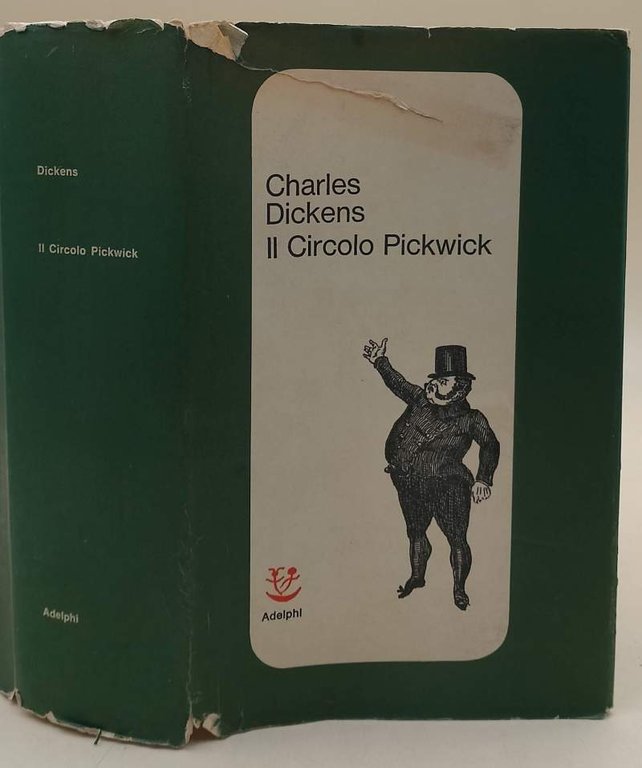 Dickens
Il Circolo Pickwick
Adelphi
Charles
Dickens
Il Circolo Pickwick
Adelphi